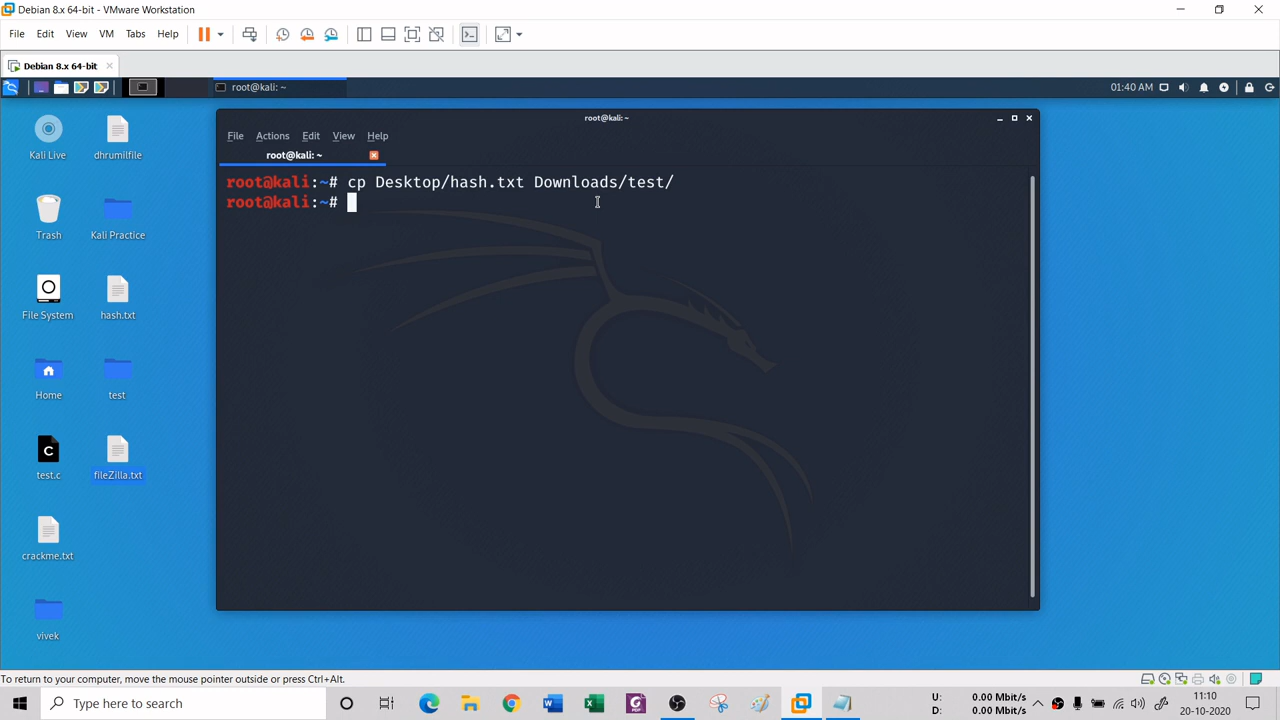 Debian 8.x 64-bit - VMware Workstation
File Edit View VM Tabs Help
Debian 8.x 64-bit
root@kali: ~
01:40 AM
root@kali: ~
File Actions Edit View Help
root@kali: ~
root@kali:~# cp Desktop/hash.txt Downloads/test/
root@kali:~#
Kali Live
dhrumilfile
Trash
Kali Practice
File System
hash.txt
Home
test
C
test.c
fileZilla.txt
crackme.txt
vivek
To return to your computer, move the mouse pointer outside or press Ctrl+Alt.
Type here to search
U: 0.00 Mbit/s
D: 0.00 Mbit/s
11:10
20-10-2020